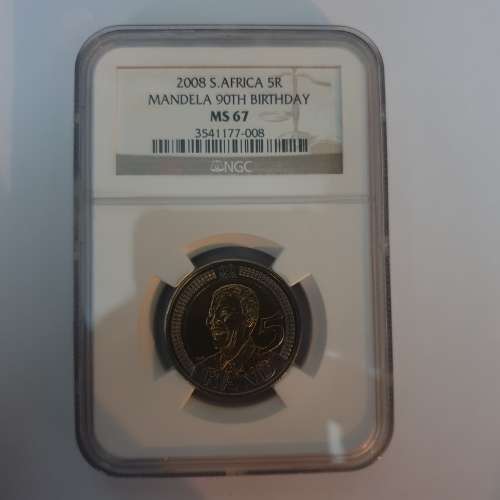 2008 S.AFRICA 5R
MANDELA 90TH BIRTHDAY
MS 67
3541177-008
NGC
5
RAND